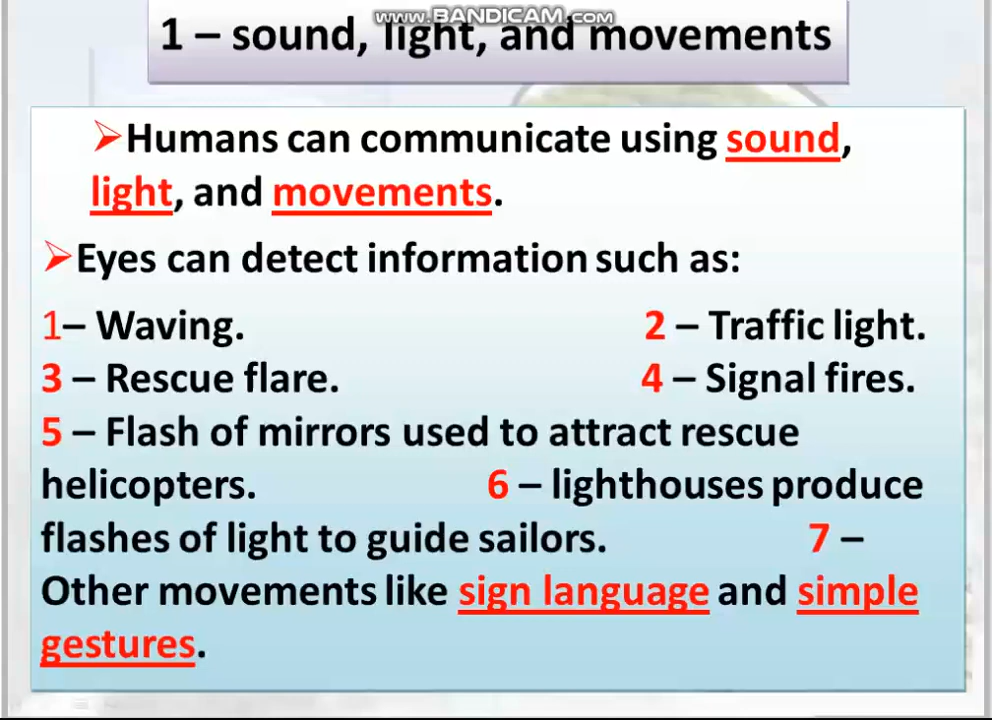 www.BANDICAM.com
1 – sound, light, and movements
➢Humans can communicate using sound,
light, and movements.
➢Eyes can detect information such as:
1– Waving. 2 – Traffic light.
3 – Rescue flare. 4 – Signal fires.
5 – Flash of mirrors used to attract rescue
helicopters. 6 – lighthouses produce
flashes of light to guide sailors. 7 –
Other movements like sign language and simple
gestures.